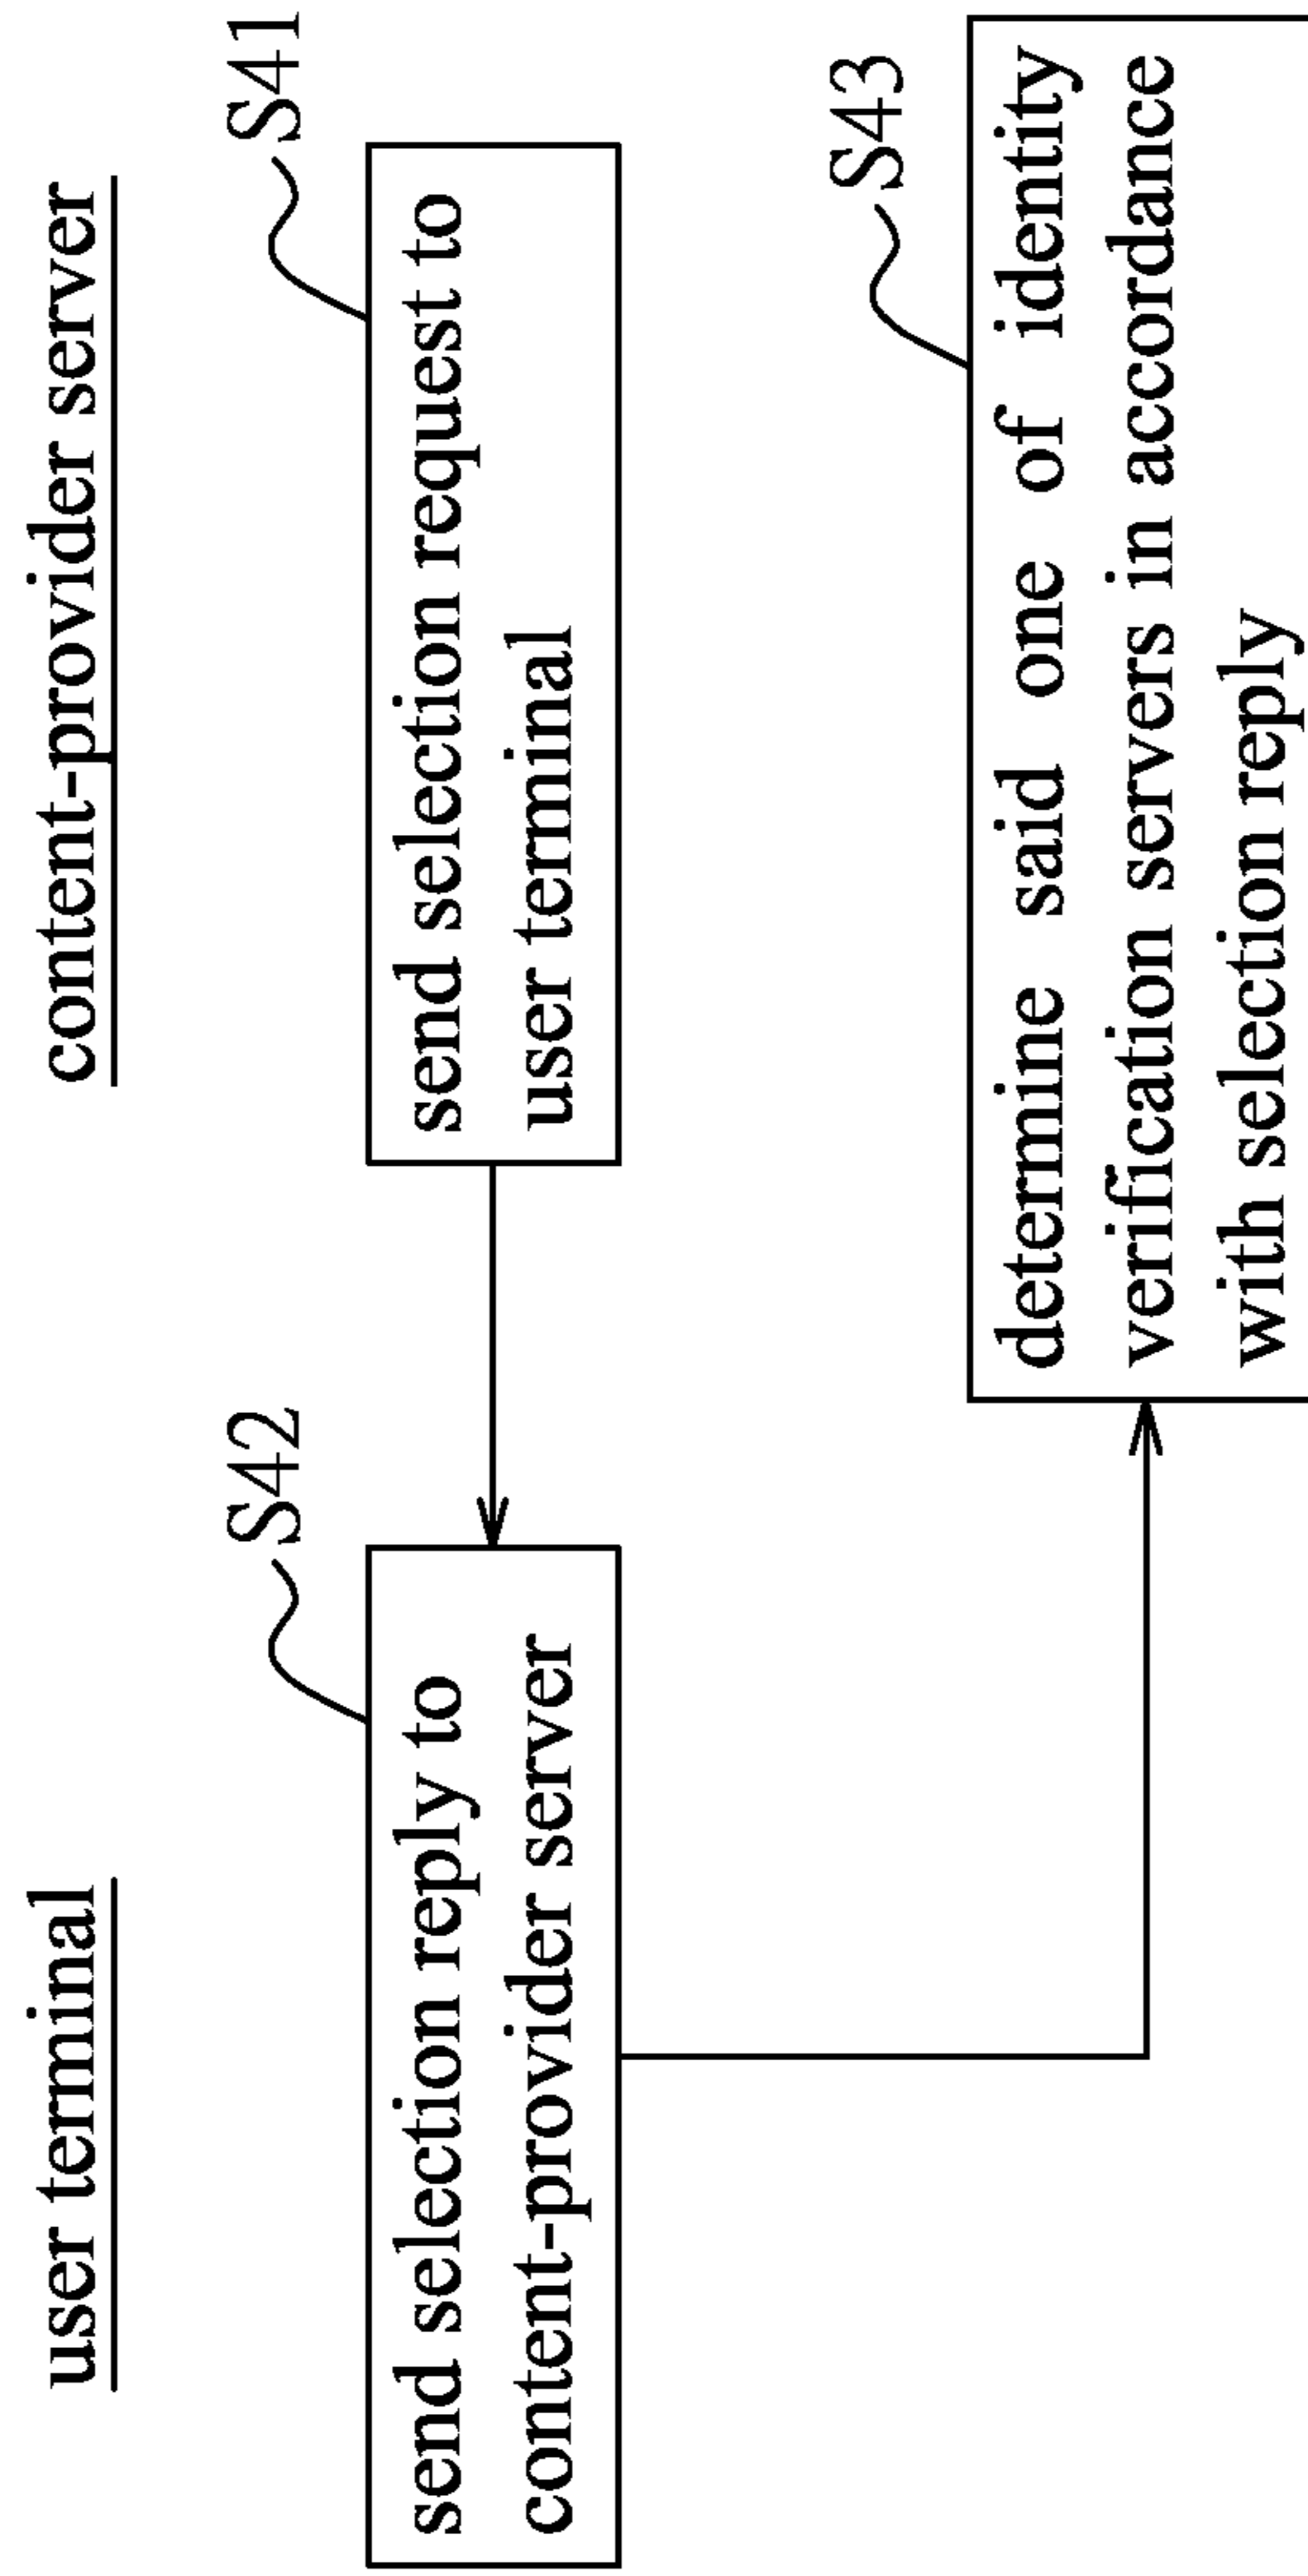 user terminal
content-provider server
S42
send selection reply to
content-provider server
S41
send selection request to
user terminal
S43
determine said one of identity
verification servers in accordance
with selection reply